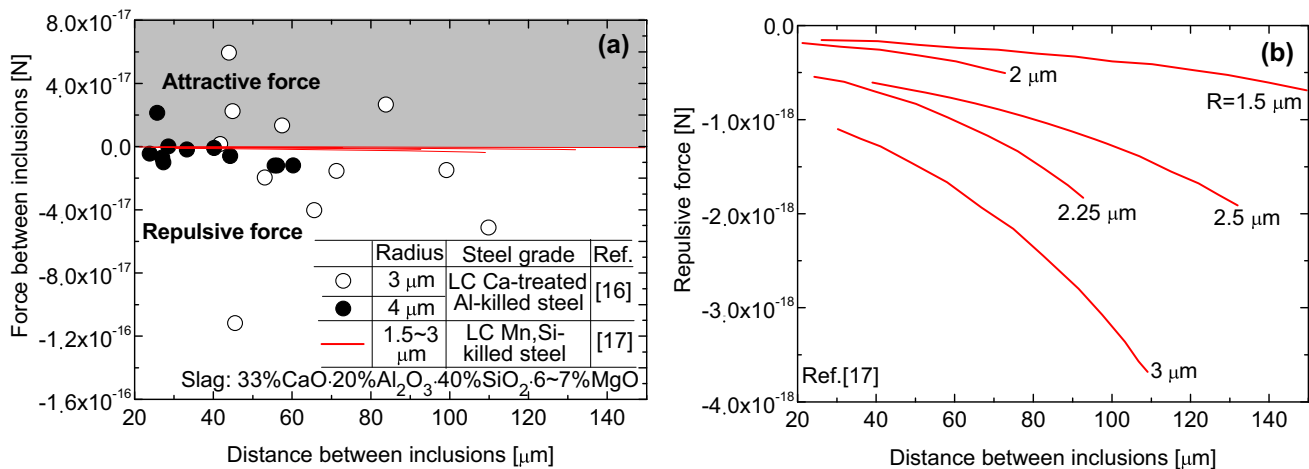 8.0x10⁻¹⁷
(a)
Attractive force
4.0x10⁻¹⁷
0.0
-4.0x10⁻¹⁷
Repulsive force
-8.0x10⁻¹⁷
-1.2x10⁻¹⁶
-1.6x10⁻¹⁶
Force between inclusions [N]
Radius Steel grade Ref.
3 μm LC Ca-treated [16]
4 μm Al-killed steel
1.5~3 LC Mn,Si- [17]
μm killed steel
Slag: 33%CaO·20%Al₂O₃·40%SiO₂·6~7%MgO
20 40 60 80 100 120 140
Distance between inclusions [μm]
0.0
(b)
2 μm
R=1.5 μm
-1.0x10⁻¹⁸
2.25 μm
2.5 μm
-2.0x10⁻¹⁸
-3.0x10⁻¹⁸
3 μm
Ref.[17]
-4.0x10⁻¹⁸
Repulsive force [N]
20 40 60 80 100 120 140
Distance between inclusions [μm]